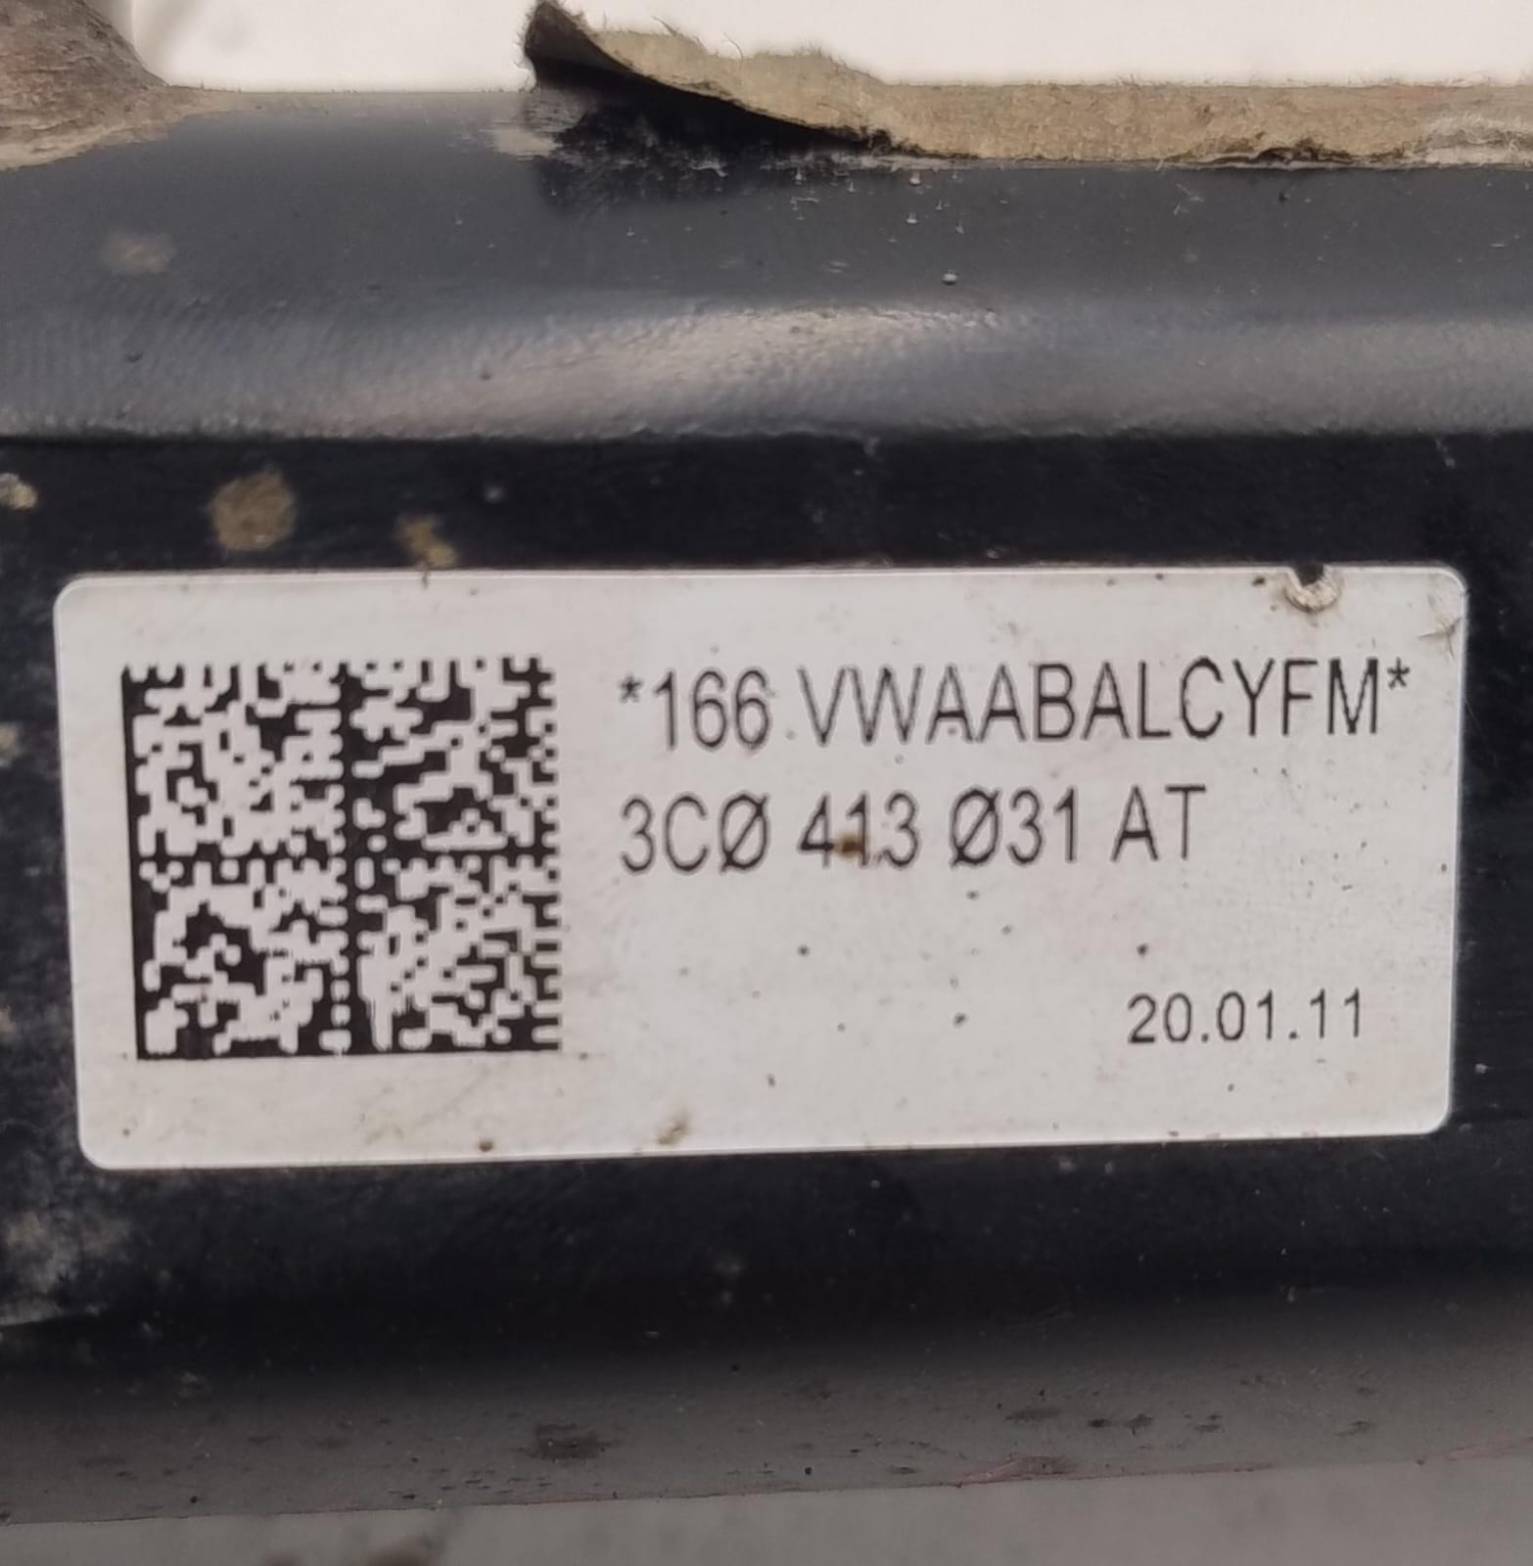 *166 VWAABALCYFM*
3CØ 413 Ø31 AT
20.01.11